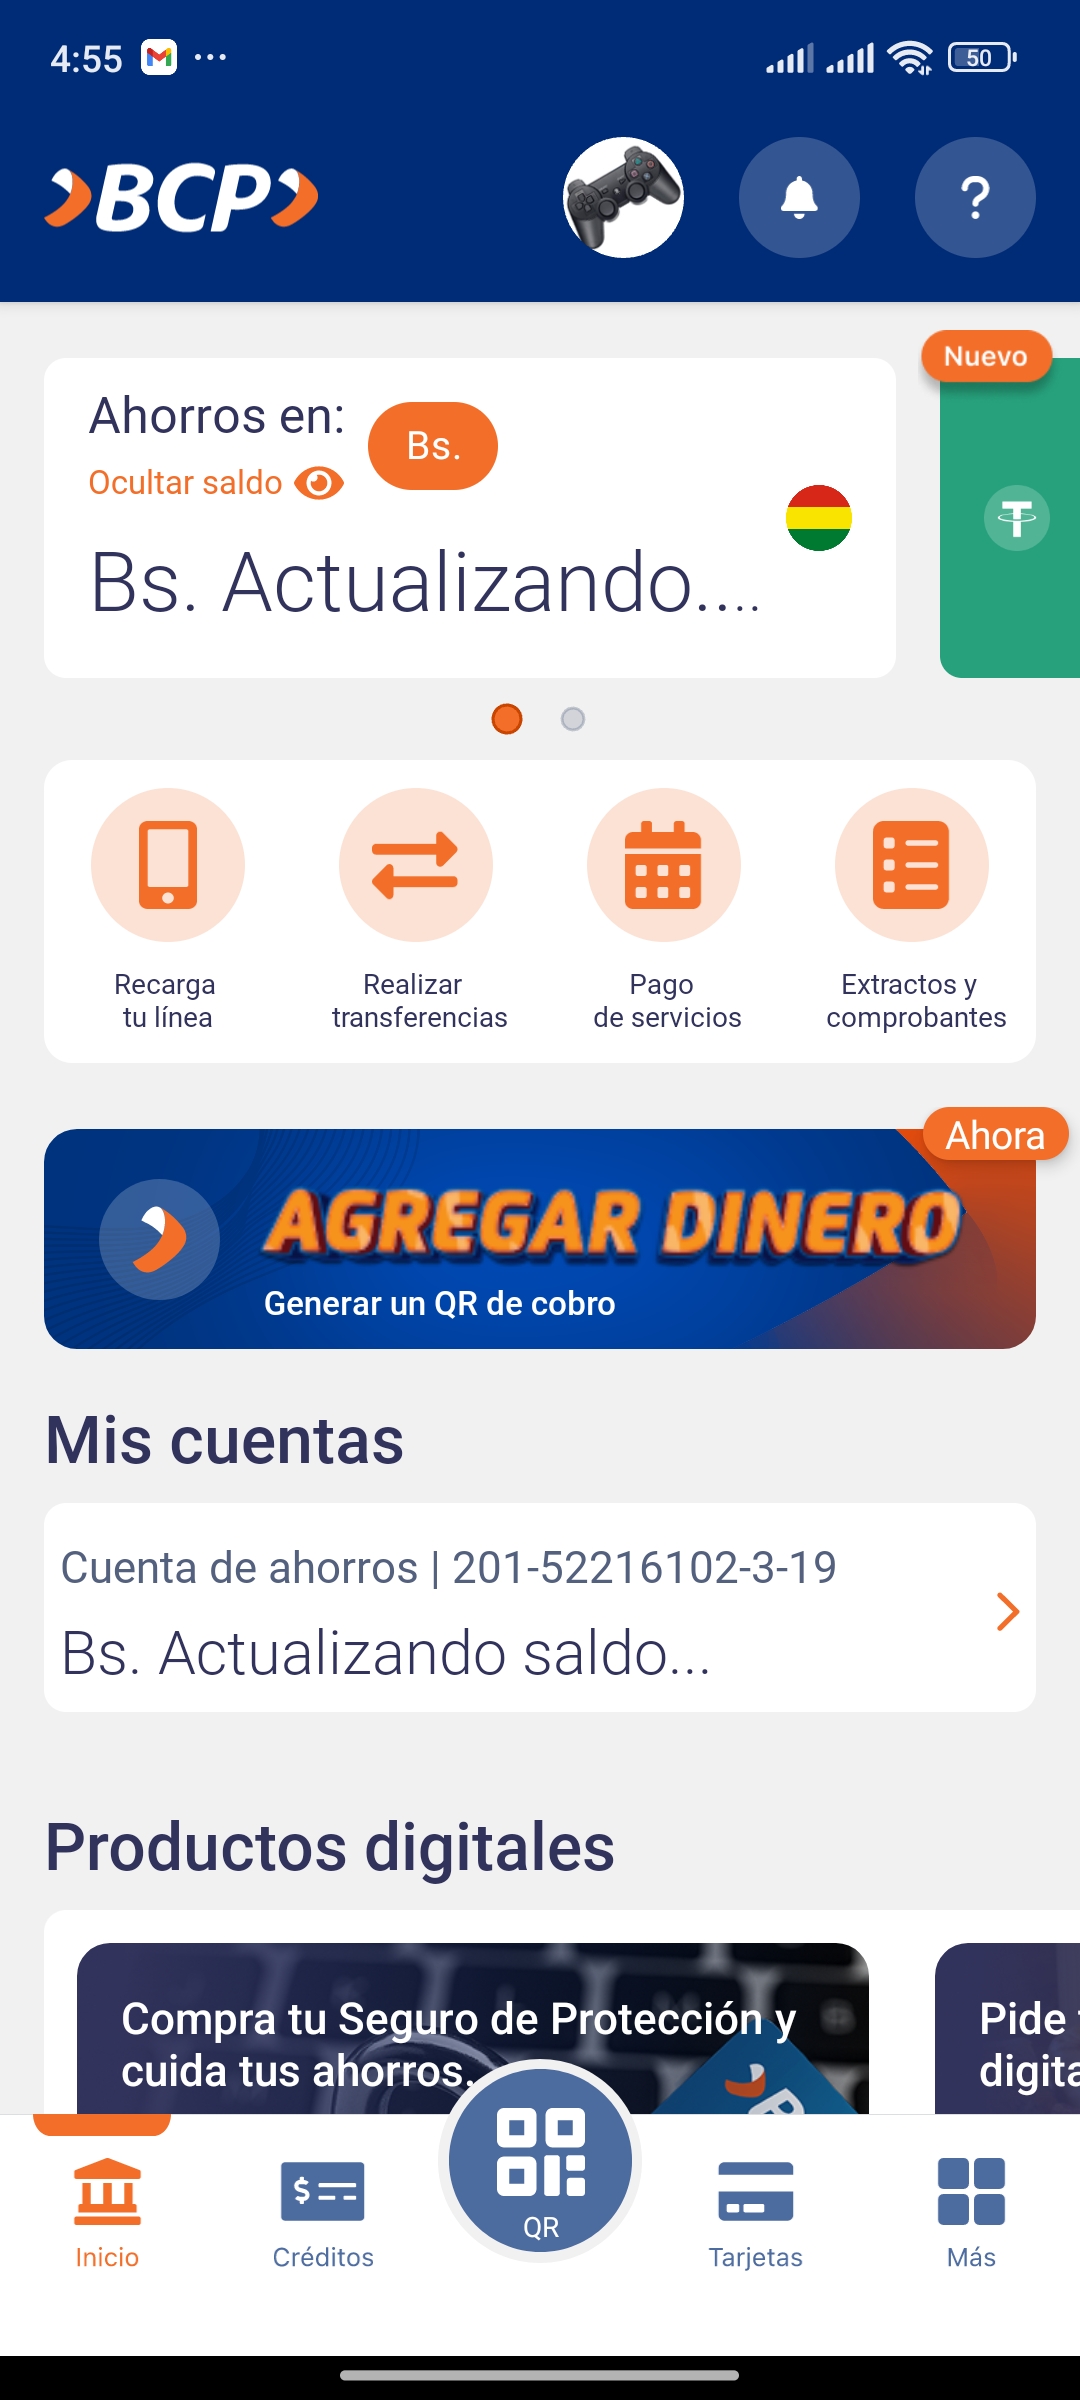 4:55
50
BCP
Nuevo
Ahorros en:
Bs.
Ocultar saldo
Bs. Actualizando....
Recarga
tu línea
Realizar
transferencias
Pago
de servicios
Extractos y
comprobantes
Ahora
AGREGAR DINERO
Generar un QR de cobro
Mis cuentas
Cuenta de ahorros | 201-52216102-3-19
Bs. Actualizando saldo...
Productos digitales
Compra tu Seguro de Protección y
cuida tus ahorros.
Pide
digita
Inicio
Créditos
QR
Tarjetas
Más